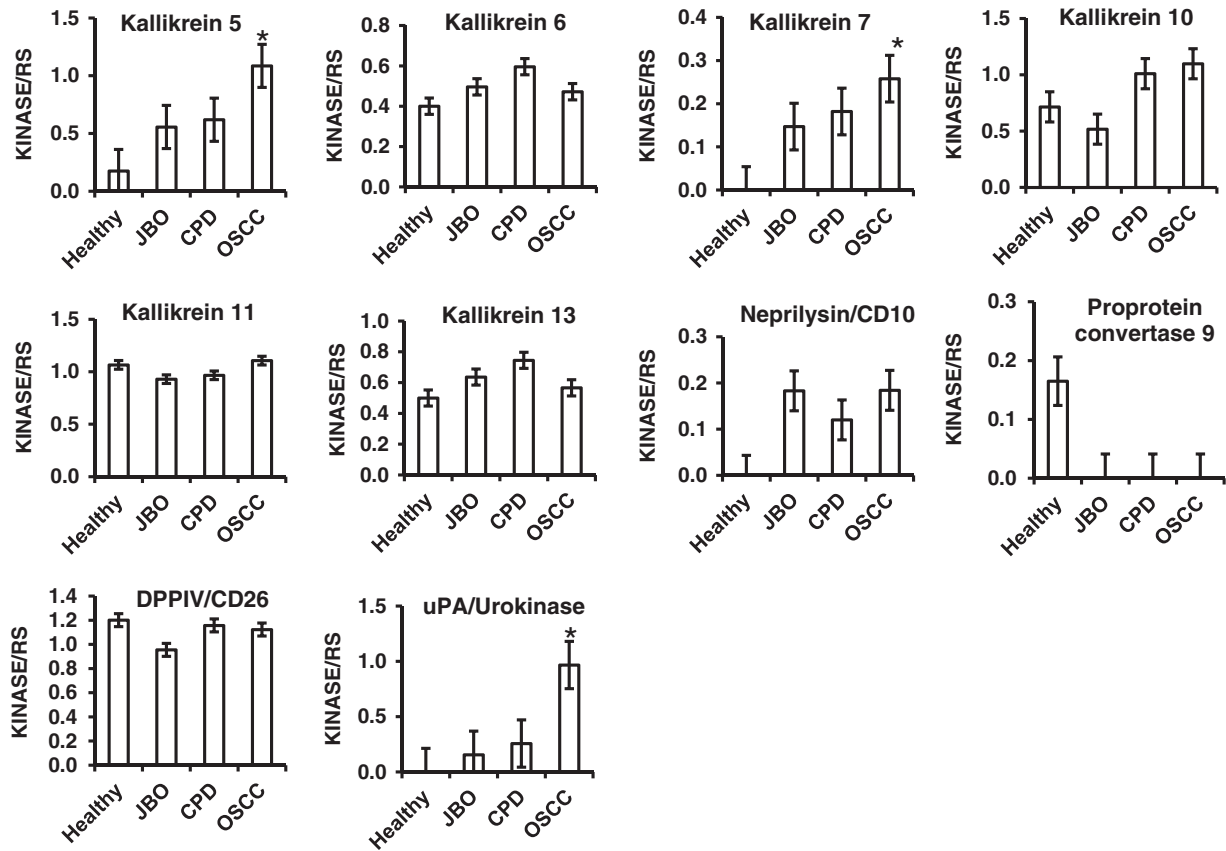 Kallikrein 5
KINASE/RS
1.5
1.0
0.5
0.0
*
Healthy
JBO
CPD
OSCC
Kallikrein 6
KINASE/RS
0.8
0.6
0.4
0.2
0.0
Healthy
JBO
CPD
OSCC
Kallikrein 7
KINASE/RS
0.4
0.3
0.2
0.1
0.0
*
Healthy
JBO
CPD
OSCC
Kallikrein 10
KINASE/RS
1.5
1.0
0.5
0.0
Healthy
JBO
CPD
OSCC
Kallikrein 11
KINASE/RS
1.5
1.0
0.5
0.0
Healthy
JBO
CPD
OSCC
Kallikrein 13
KINASE/RS
1.0
0.8
0.6
0.4
0.2
0.0
Healthy
JBO
CPD
OSCC
Neprilysin/CD10
KINASE/RS
0.3
0.2
0.1
0.0
Healthy
JBO
CPD
OSCC
Proprotein
convertase 9
KINASE/RS
0.3
0.2
0.1
0.0
Healthy
JBO
CPD
OSCC
DPPIV/CD26
KINASE/RS
1.4
1.2
1.0
0.8
0.6
0.4
0.2
0.0
Healthy
JBO
CPD
OSCC
uPA/Urokinase
KINASE/RS
1.5
1.0
0.5
0.0
*
Healthy
JBO
CPD
OSCC